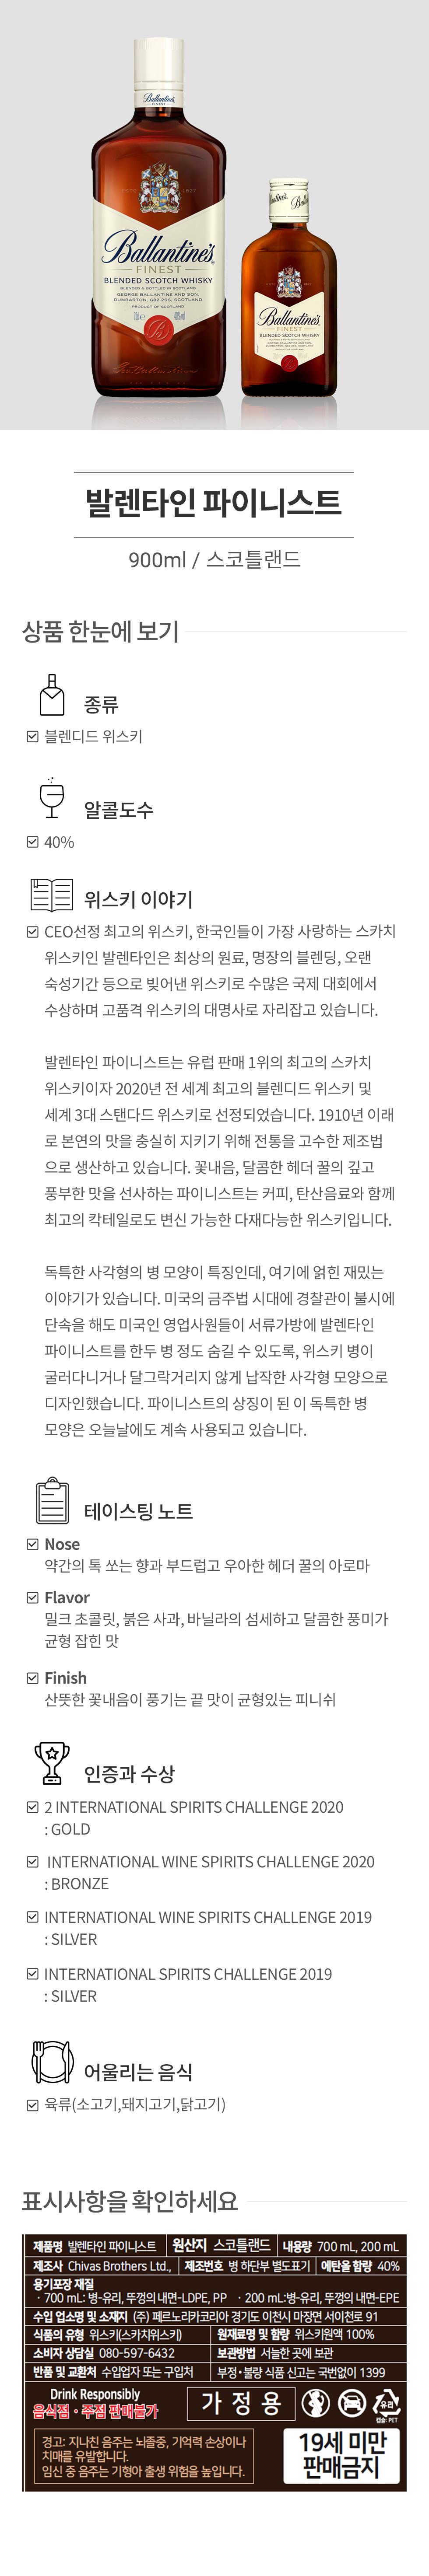 Ballantine's
FINEST
ESTD 1827
Ballantine's
FINEST
BLENDED SCOTCH WHISKY
BLENDED & BOTTLED IN SCOTLAND
GEORGE BALLANTINE AND SON,
DUMBARTON, G82 2SS, SCOTLAND
PRODUCT OF SCOTLAND
Ballantine's
FINEST
BLENDED SCOTCH WHISKY
발렌타인 파이니스트
900ml / 스코틀랜드
상품 한눈에 보기
종류
블렌디드 위스키
알콜도수
40%
위스키 이야기
CEO선정 최고의 위스키, 한국인들이 가장 사랑하는 스카치
위스키인 발렌타인은 최상의 원료, 명장의 블렌딩, 오랜
숙성기간 등으로 빚어낸 위스키로 수많은 국제 대회에서
수상하며 고품격 위스키의 대명사로 자리잡고 있습니다.
발렌타인 파이니스트는 유럽 판매 1위의 최고의 스카치
위스키이자 2020년 전 세계 최고의 블렌디드 위스키 및
세계 3대 스탠다드 위스키로 선정되었습니다. 1910년 이래
로 본연의 맛을 충실히 지키기 위해 전통을 고수한 제조법
으로 생산하고 있습니다. 꽃내음, 달콤한 헤더 꿀의 깊고
풍부한 맛을 선사하는 파이니스트는 커피, 탄산음료와 함께
최고의 칵테일로도 변신 가능한 다재다능한 위스키입니다.
독특한 사각형의 병 모양이 특징인데, 여기에 얽힌 재밌는
이야기가 있습니다. 미국의 금주법 시대에 경찰관이 불시에
단속을 해도 미국인 영업사원들이 서류가방에 발렌타인
파이니스트를 한두 병 정도 숨길 수 있도록, 위스키 병이
굴러다니거나 달그락거리지 않게 납작한 사각형 모양으로
디자인했습니다. 파이니스트의 상징이 된 이 독특한 병
모양은 오늘날에도 계속 사용되고 있습니다.
테이스팅 노트
Nose
약간의 톡 쏘는 향과 부드럽고 우아한 헤더 꿀의 아로마
Flavor
밀크 초콜릿, 붉은 사과, 바닐라의 섬세하고 달콤한 풍미가
균형 잡힌 맛
Finish
산뜻한 꽃내음이 풍기는 끝 맛이 균형있는 피니쉬
인증과 수상
2 INTERNATIONAL SPIRITS CHALLENGE 2020
: GOLD
INTERNATIONAL WINE SPIRITS CHALLENGE 2020
: BRONZE
INTERNATIONAL WINE SPIRITS CHALLENGE 2019
: SILVER
INTERNATIONAL SPIRITS CHALLENGE 2019
: SILVER
어울리는 음식
육류(소고기,돼지고기,닭고기)
표시사항을 확인하세요
제품명 발렌타인 파이니스트 원산지 스코틀랜드 내용량 700 mL, 200 mL
제조사 Chivas Brothers Ltd., 제조번호 병 하단부 별도표기 에탄올 함량 40%
용기포장 재질
· 700 mL: 병-유리, 뚜껑의 내면-LDPE, PP · 200 mL:병-유리, 뚜껑의 내면-EPE
수입 업소명 및 소재지 (주) 페르노리카코리아 경기도 이천시 마장면 서이천로 91
식품의 유형 위스키(스카치위스키) 원재료명 및 함량 위스키원액 100%
소비자 상담실 080-597-6432 보관방법 서늘한 곳에 보관
반품 및 교환처 수입업자 또는 구입처 부정·불량 식품 신고는 국번없이 1399
Drink Responsibly
음식점·주점 판매불가
가 정 용
유리
캡슐: PET
경고: 지나친 음주는 뇌졸중, 기억력 손상이나
치매를 유발합니다.
임신 중 음주는 기형아 출생 위험을 높입니다.
19세 미만
판매금지